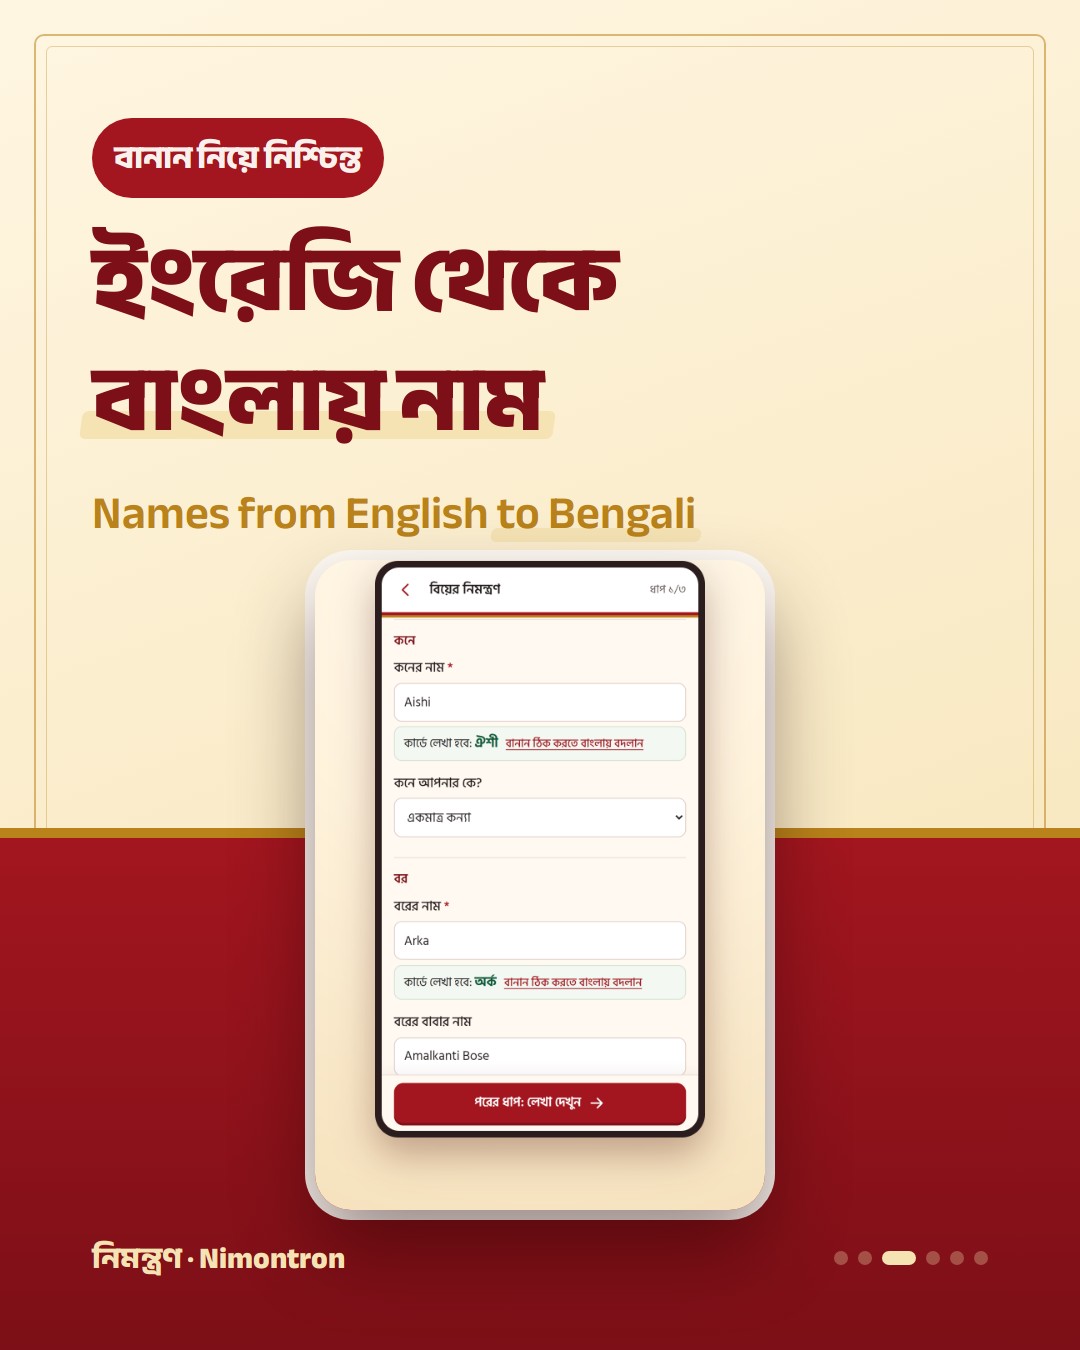 বানান নিয়ে নিশ্চিন্ত
ইংরেজি থেকে
বাংলায় নাম
Names from English to Bengali
বিয়ের নিমন্ত্রণ
ধাপ ১/৩
কনে
কনের নাম *
Aishi
কার্ডে লেখা হবে: ঐশী বানান ঠিক করতে বাংলায় বদলান
কনে আপনার কে?
একমাত্র কন্যা
বর
বরের নাম *
Arka
কার্ডে লেখা হবে: অর্ক বানান ঠিক করতে বাংলায় বদলান
বরের বাবার নাম
Amalkanti Bose
পরের ধাপ: লেখা দেখুন →
নিমন্ত্রণ · Nimontron